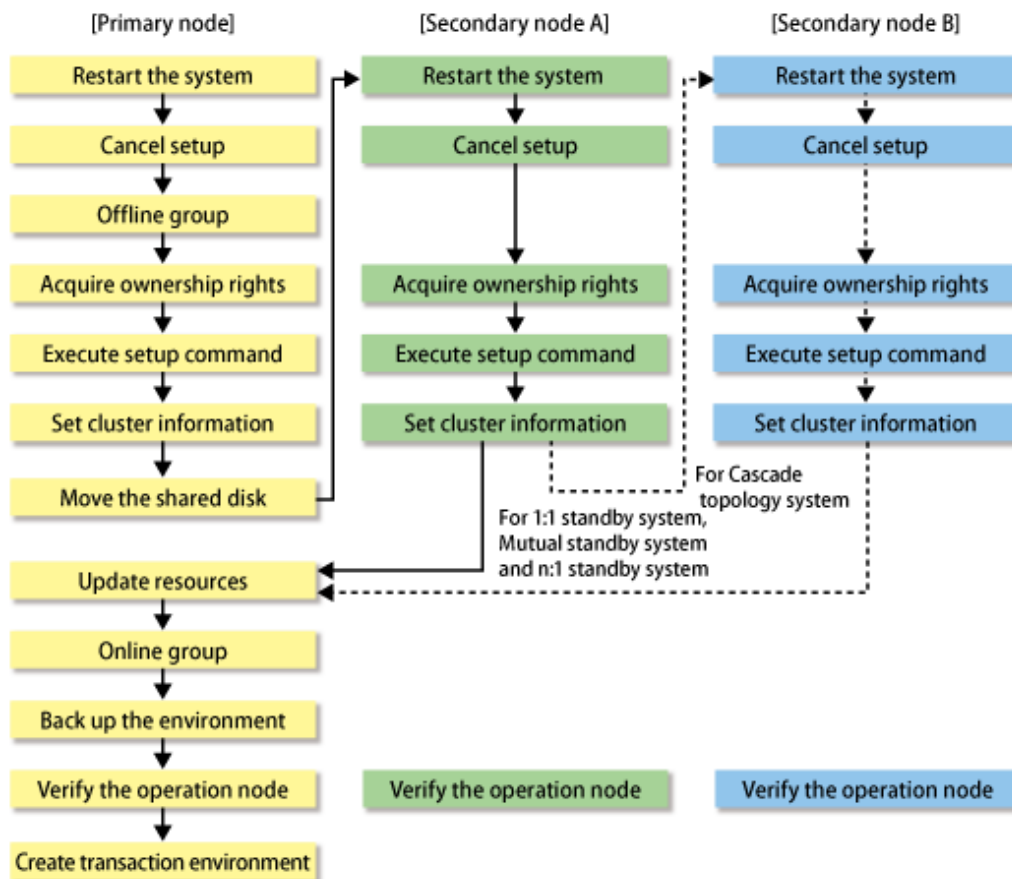 [Primary node] [Secondary node A] [Secondary node B]
Restart the system Restart the system Restart the system
Cancel setup Cancel setup Cancel setup
Offline group
Acquire ownership rights Acquire ownership rights Acquire ownership rights
Execute setup command Execute setup command Execute setup command
Set cluster information Set cluster information Set cluster information
For Cascade
topology system
Move the shared disk
For 1:1 standby system,
Mutual standby system
and n:1 standby system
Update resources
Online group
Back up the environment
Verify the operation node Verify the operation node Verify the operation node
Create transaction environment